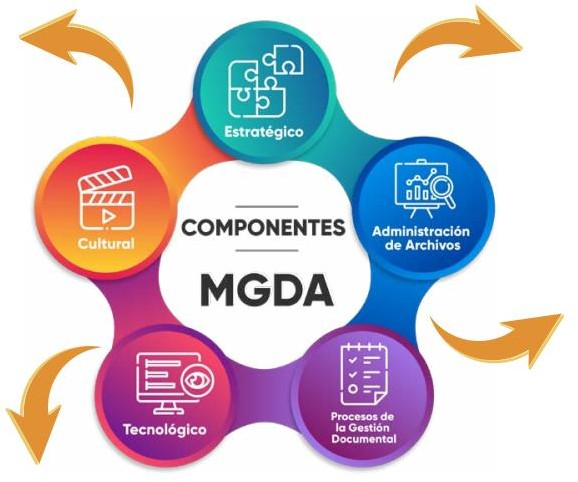 Estratégico
Cultural
COMPONENTES
MGDA
Administración
de Archivos
Tecnológico
Procesos de
la Gestión
Documental